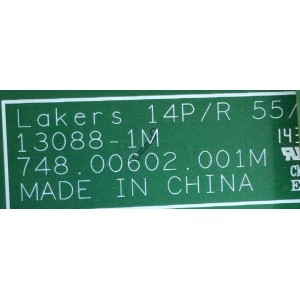 Lakers 14P/R 55/
13088-1M
748.00602.001M
MADE IN CHINA